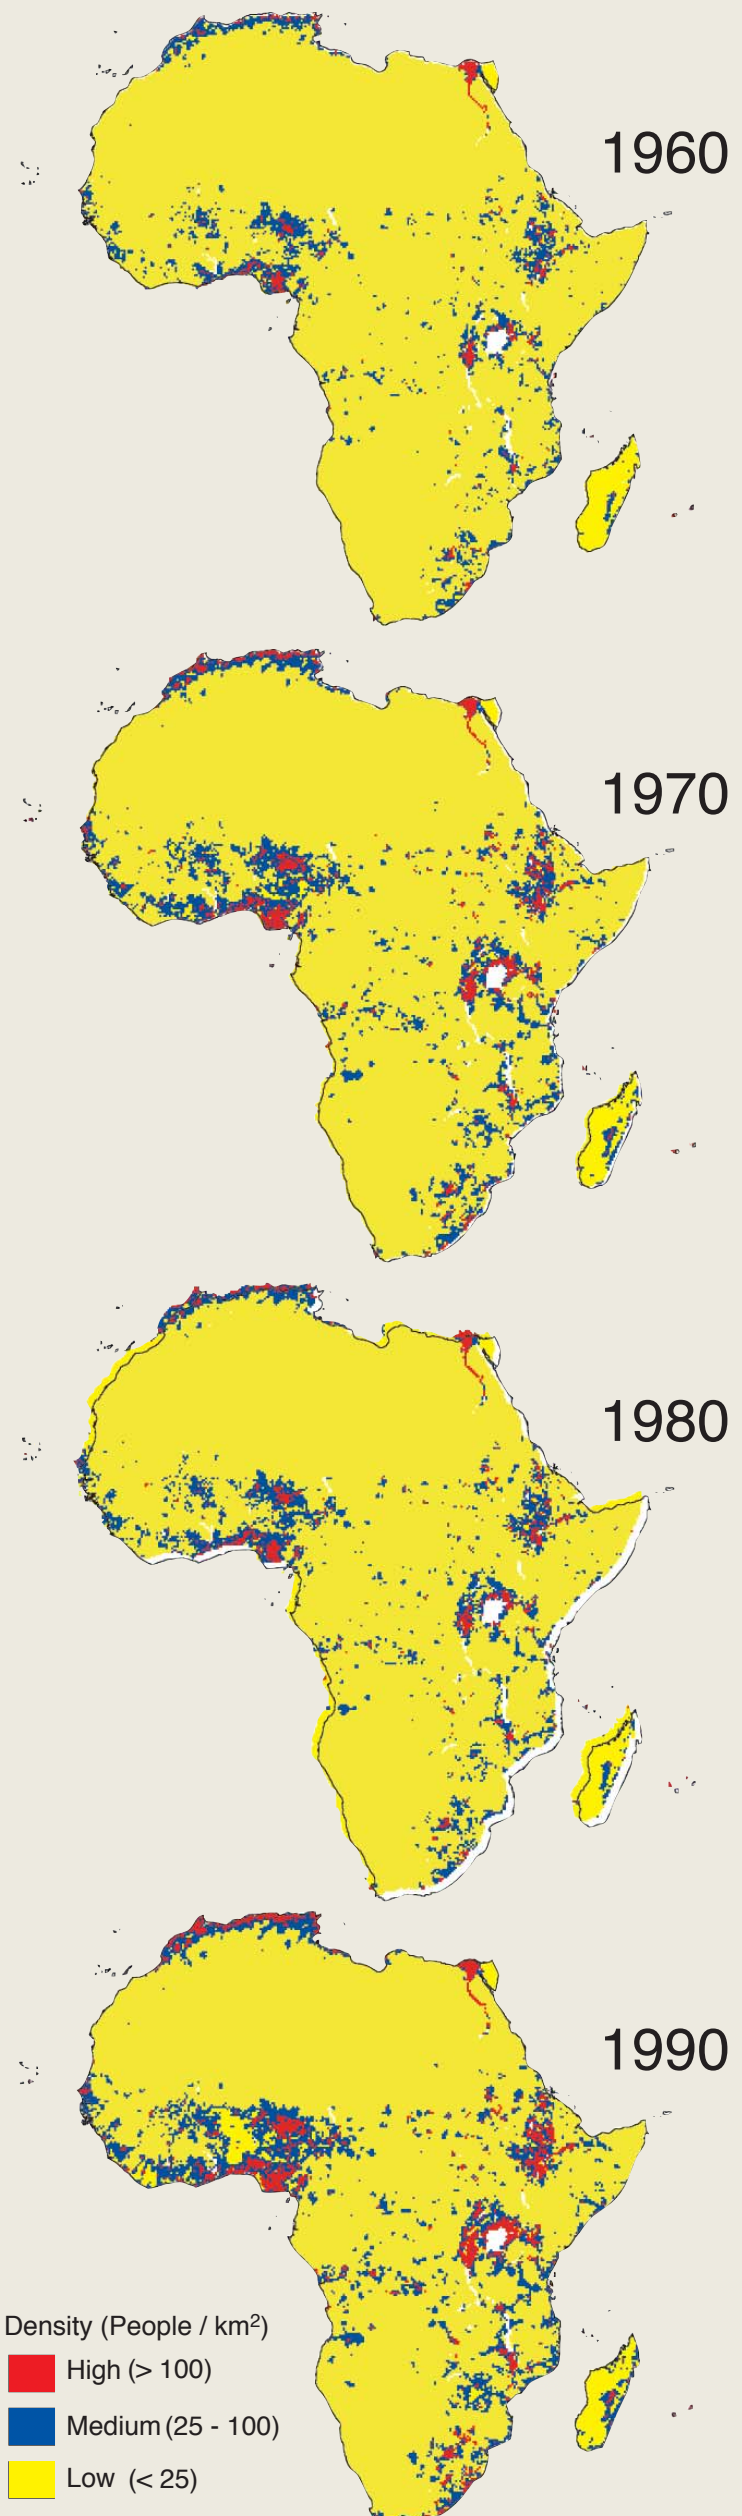 1960
1970
1980
1990
Density (People / km²)
High (> 100)
Medium (25 - 100)
Low (< 25)